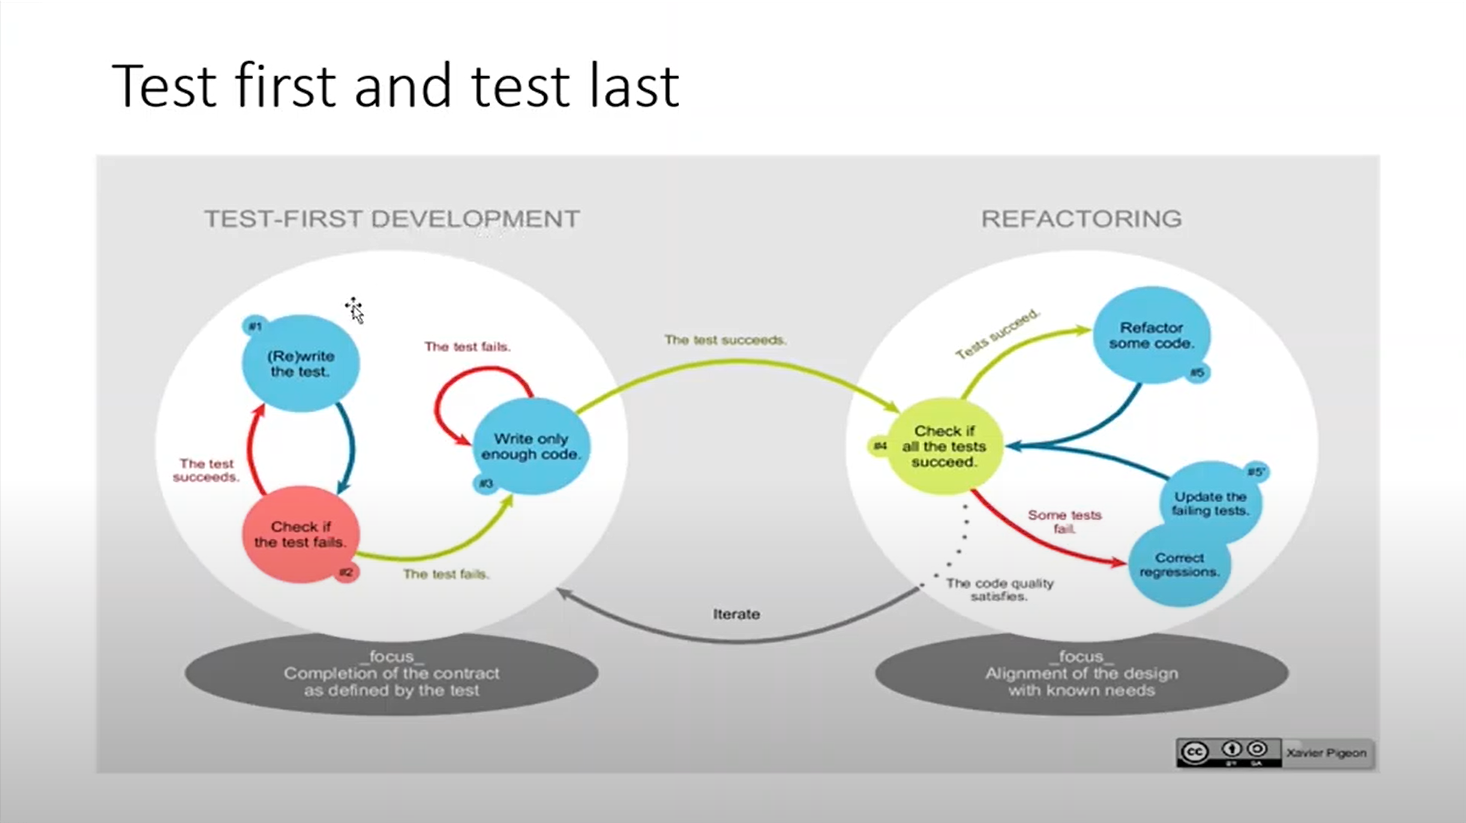 Test first and test last
TEST-FIRST DEVELOPMENT
#1
(Re)write
the test.
The test
succeeds.
Check if
the test fails.
#2
The test fails.
The test fails.
Write only
enough code.
#3
The test succeeds.
REFACTORING
#4
Check if
all the tests
succeed.
Tests succeed.
Refactor
some code.
#5
Some tests
fail.
#5'
Update the
failing tests.
Correct
regressions.
The code quality
satisfies.
Iterate
_focus_
Completion of the contract
as defined by the test
_focus_
Alignment of the design
with known needs
cc
BY SA
Xavier Pigeon